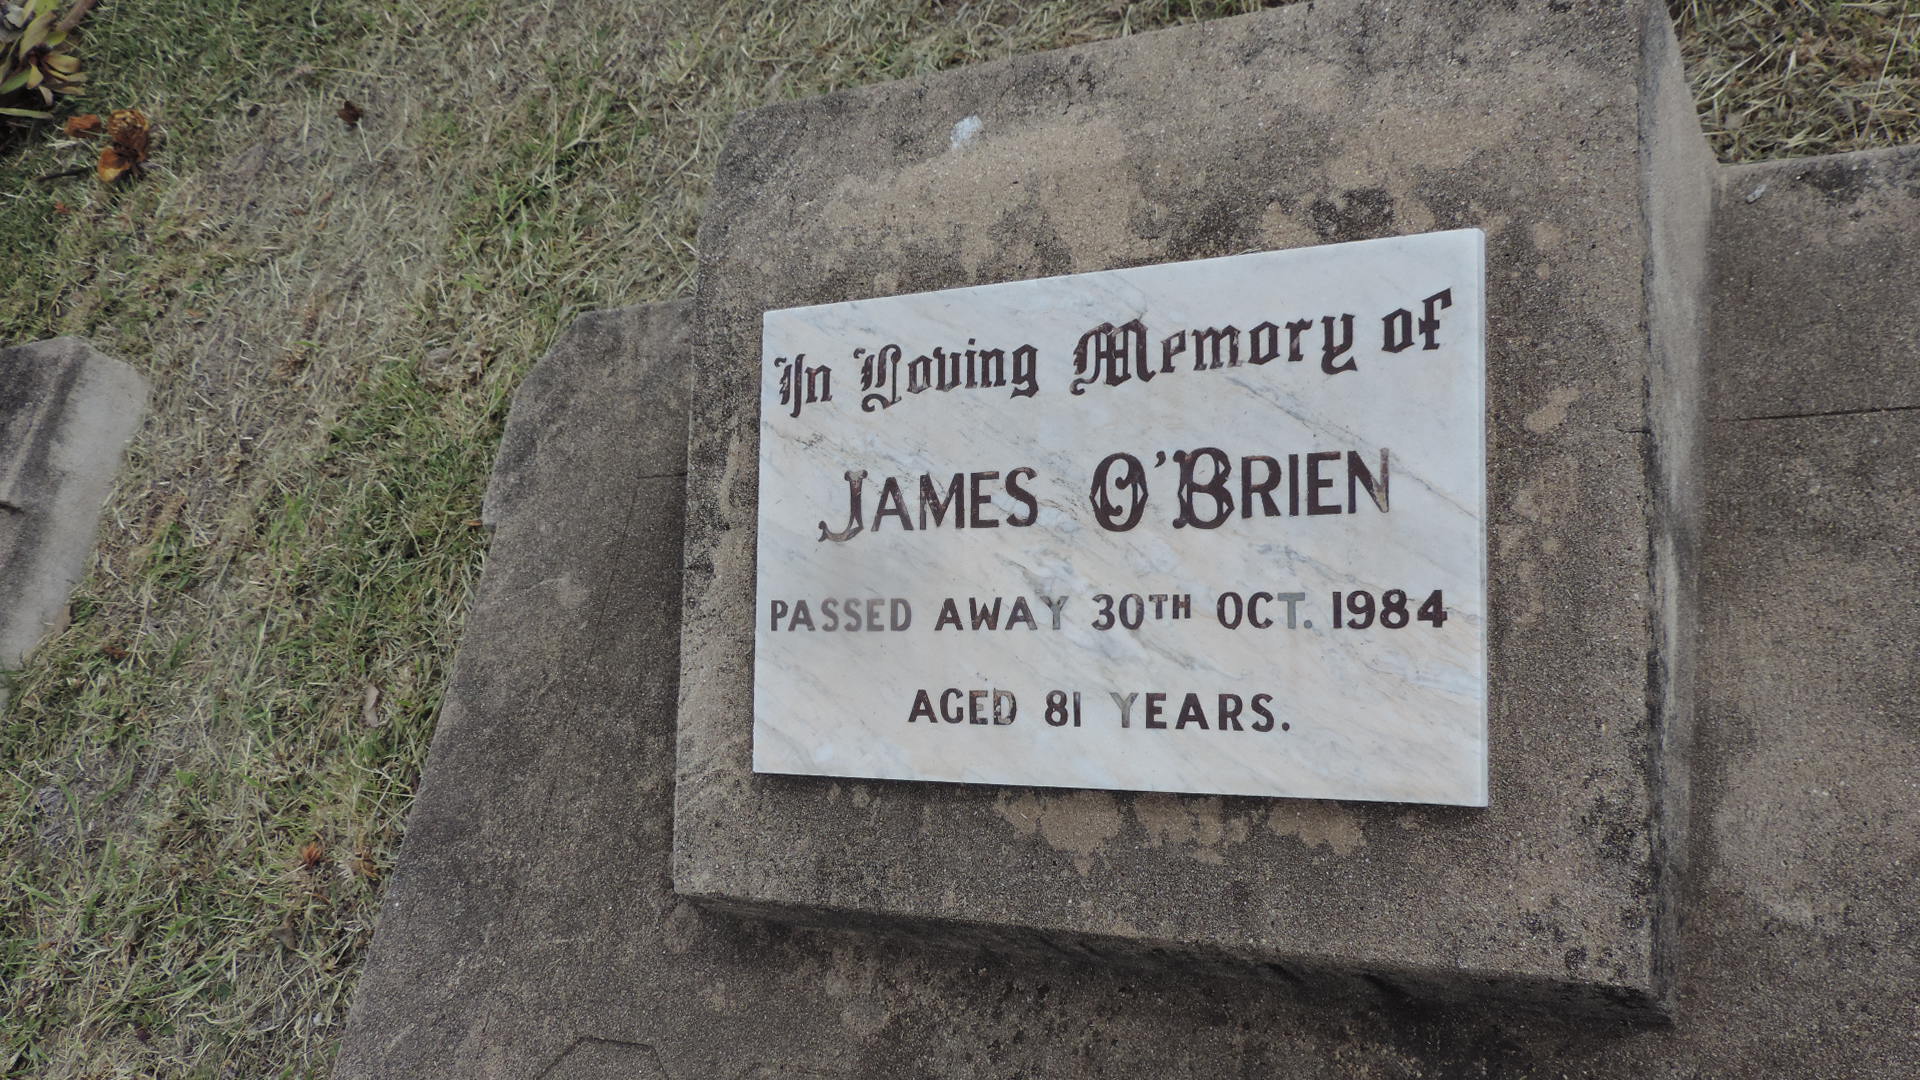 In Loving Memory of
JAMES O'BRIEN
PASSED AWAY 30TH OCT. 1984
AGED 81 YEARS.